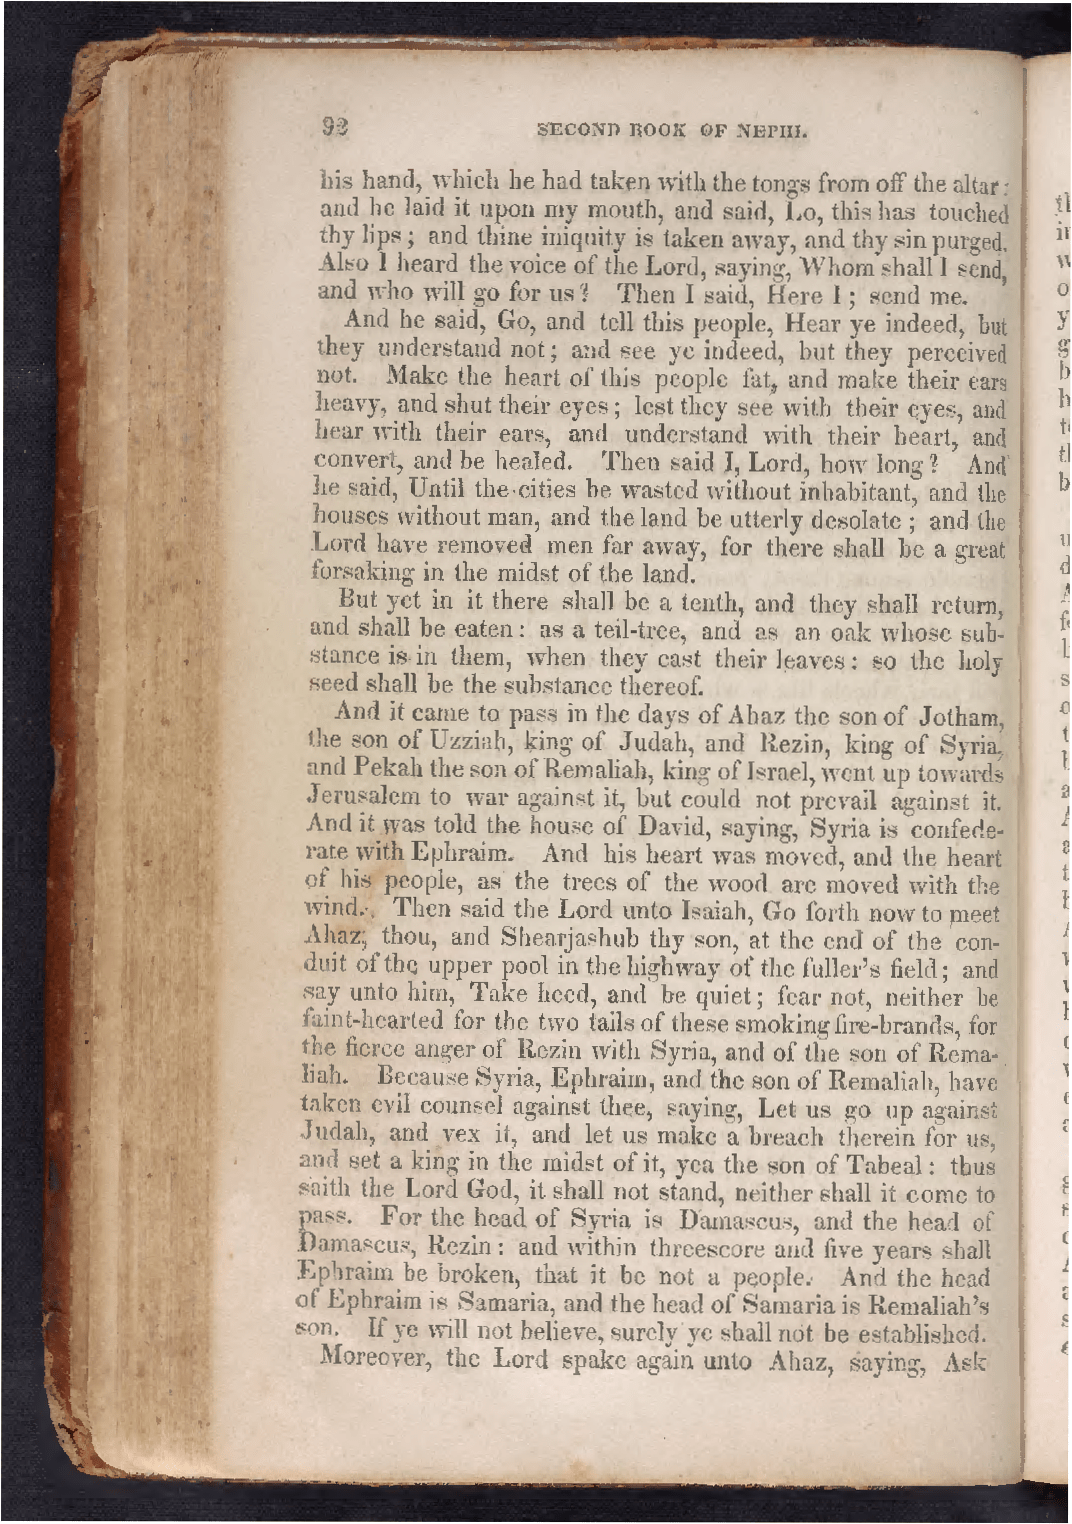 92 SECOND BOOK OF NEPHI.
his hand, which he had taken with the tongs from off the altar:
and he laid it upon my mouth, and said, Lo, this has touched
thy lips; and thine iniquity is taken away, and thy sin purged.
Also I heard the voice of the Lord, saying, Whom shall I send,
and who will go for us? Then I said, Here I; send me.
And he said, Go, and tell this people, Hear ye indeed, but
they understand not; and see ye indeed, but they perceived
not. Make the heart of this people fat, and make their ears
heavy, and shut their eyes; lest they see with their eyes, and
hear with their ears, and understand with their heart, and
convert, and be healed. Then said I, Lord, how long? And
he said, Until the cities be wasted without inhabitant, and the
houses without man, and the land be utterly desolate; and the
Lord have removed men far away, for there shall be a great
forsaking in the midst of the land.
But yet in it there shall be a tenth, and they shall return,
and shall be eaten: as a teil-tree, and as an oak whose sub-
stance is in them, when they cast their leaves: so the holy
seed shall be the substance thereof.
And it came to pass in the days of Ahaz the son of Jotham,
the son of Uzziah, king of Judah, and Rezin, king of Syria,
and Pekah the son of Remaliah, king of Israel, went up towards
Jerusalem to war against it, but could not prevail against it.
And it was told the house of David, saying, Syria is confede-
rate with Ephraim. And his heart was moved, and the heart
of his people, as the trees of the wood are moved with the
wind. Then said the Lord unto Isaiah, Go forth now to meet
Ahaz, thou, and Shearjashub thy son, at the end of the con-
duit of the upper pool in the highway of the fuller's field; and
say unto him, Take heed, and be quiet; fear not, neither be
faint-hearted for the two tails of these smoking fire-brands, for
the fierce anger of Rezin with Syria, and of the son of Rema-
liah. Because Syria, Ephraim, and the son of Remaliah, have
taken evil counsel against thee, saying, Let us go up against
Judah, and vex it, and let us make a breach therein for us,
and set a king in the midst of it, yea the son of Tabeal: thus
saith the Lord God, it shall not stand, neither shall it come to
pass. For the head of Syria is Damascus, and the head of
Damascus, Rezin: and within threescore and five years shall
Ephraim be broken, that it be not a people. And the head
of Ephraim is Samaria, and the head of Samaria is Remaliah's
son. If ye will not believe, surely ye shall not be established.
Moreover, the Lord spake again unto Ahaz, saying, Ask